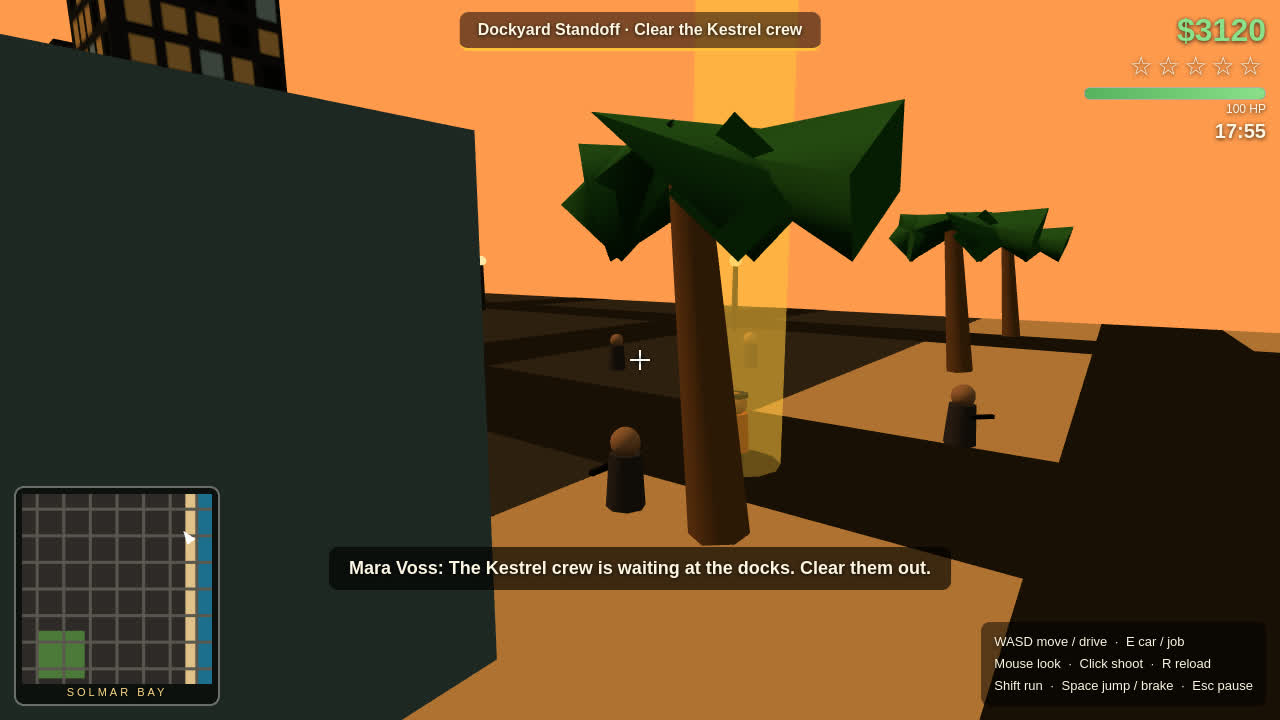 Dockyard Standoff · Clear the Kestrel crew
$3120
☆☆☆☆☆
100 HP
17:55
Mara Voss: The Kestrel crew is waiting at the docks. Clear them out.
SOLMAR BAY
WASD move / drive · E car / job
Mouse look · Click shoot · R reload
Shift run · Space jump / brake · Esc pause